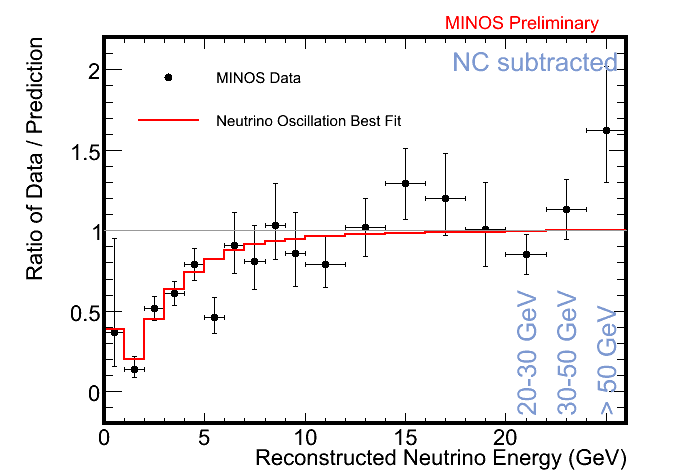 MINOS Preliminary
NC subtracted
MINOS Data
Neutrino Oscillation Best Fit
Ratio of Data / Prediction
2
1.5
1
0.5
0
20-30 GeV
30-50 GeV
> 50 GeV
0
5
10
15
20
Reconstructed Neutrino Energy (GeV)